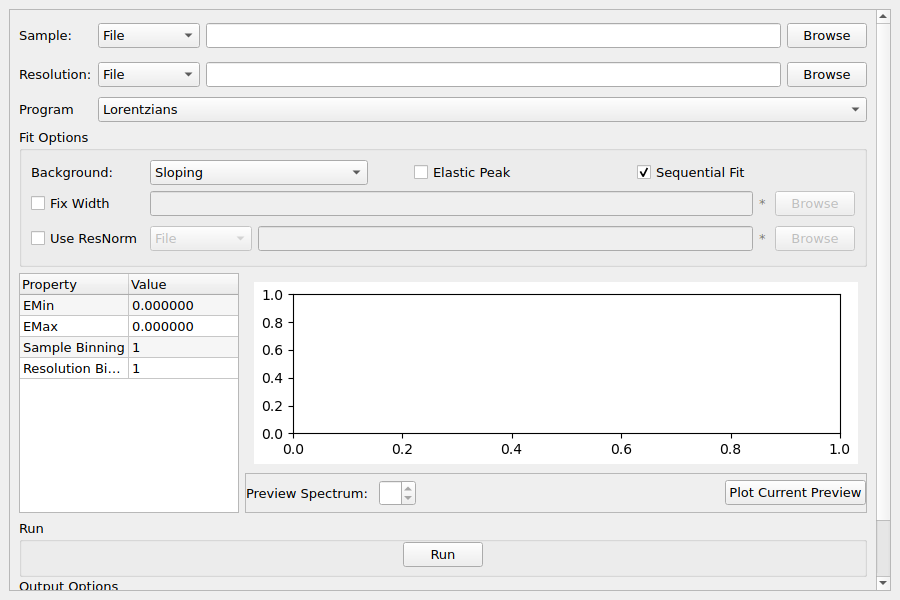 Sample: File Browse
Resolution: File Browse
Program Lorentzians
Fit Options
Background: Sloping Elastic Peak Sequential Fit
Fix Width * Browse
Use ResNorm File * Browse
Property Value
EMin 0.000000
EMax 0.000000
Sample Binning 1
Resolution Bi... 1
1.0
0.8
0.6
0.4
0.2
0.0
0.0 0.2 0.4 0.6 0.8 1.0
Preview Spectrum: Plot Current Preview
Run
Run
Output Options